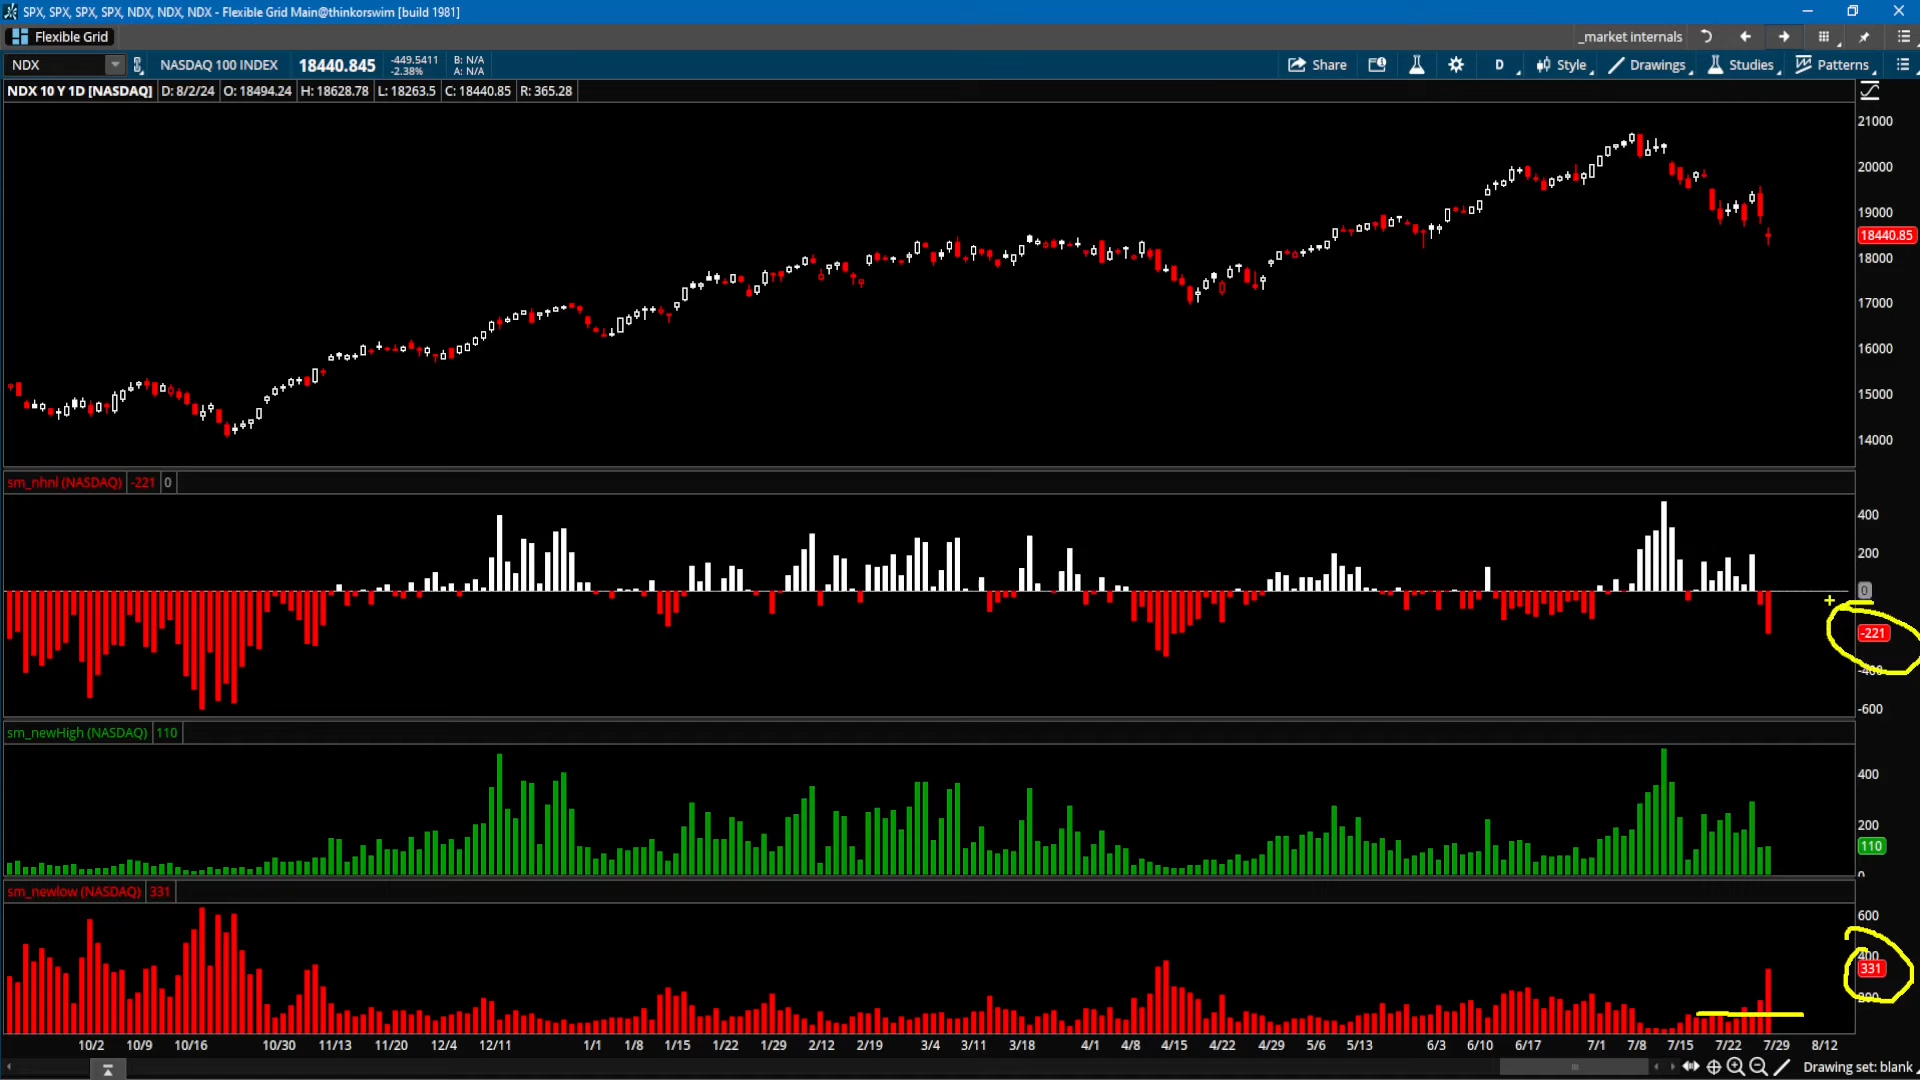 SPX, SPX, SPX, SPX, NDX, NDX, NDX - Flexible Grid Main@thinkorswim [build 1981]
Flexible Grid
_market internals
NDX
NASDAQ 100 INDEX
18440.845
-449.5411
-2.38%
B: N/A
A: N/A
Share
D
Style
Drawings
Studies
Patterns
NDX 10 Y 1D [NASDAQ] D: 8/2/24 O: 18494.24 H: 18628.78 L: 18263.5 C: 18440.85 R: 365.28
21000
20000
19000
18440.85
18000
17000
16000
15000
14000
sm_nhnl (NASDAQ) -221 0
400
200
0
-221
-400
-600
sm_newHigh (NASDAQ) 110
400
200
110
0
sm_newlow (NASDAQ) 331
600
400
331
200
10/2 10/9 10/16 10/30 11/13 11/20 12/4 12/11 1/1 1/8 1/15 1/22 1/29 2/12 2/19 3/4 3/11 3/18 4/1 4/8 4/15 4/22 4/29 5/6 5/13 6/3 6/10 6/17 7/1 7/8 7/15 7/22 7/29 8/12
Drawing set: blank